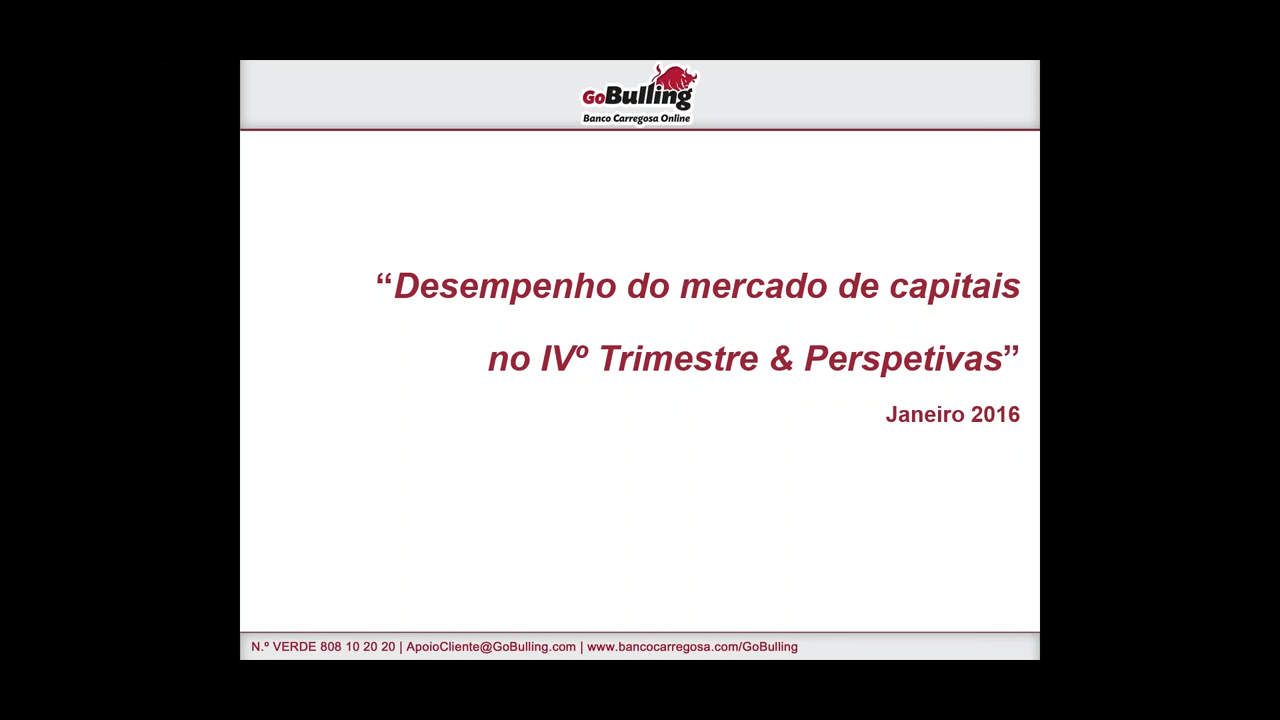 GoBulling
Banco Carregosa Online
“Desempenho do mercado de capitais
no IVº Trimestre & Perspetivas”
Janeiro 2016
N.º VERDE 808 10 20 20 | ApoioCliente@GoBulling.com | www.bancocarregosa.com/GoBulling